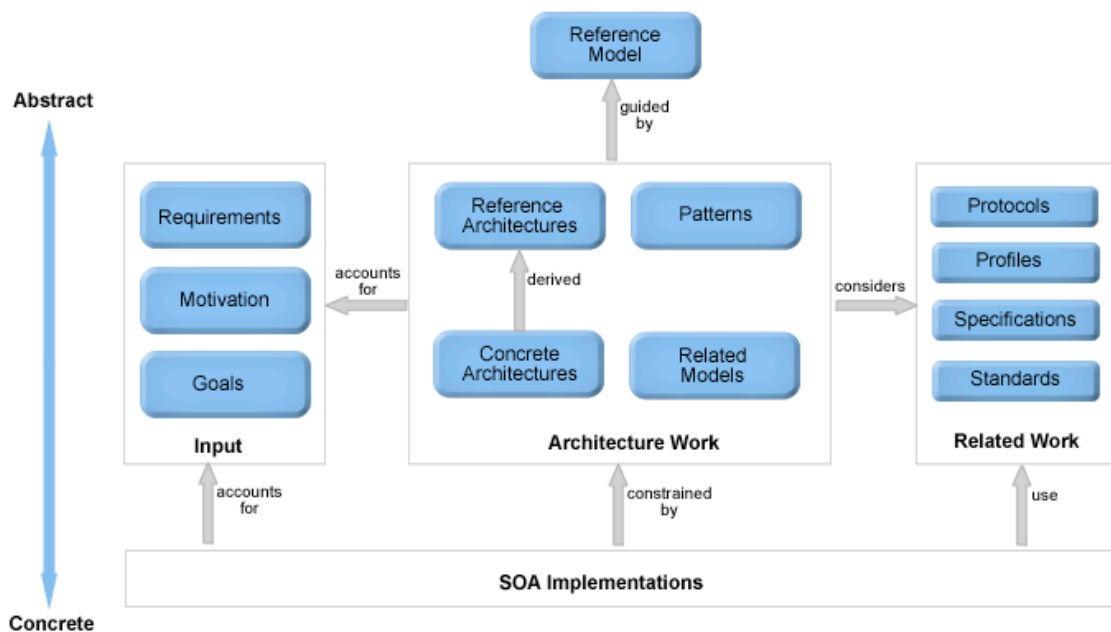 Reference
Model
Abstract
guided
by
Requirements
Reference
Architectures
Patterns
Protocols
Profiles
accounts
for
derived
considers
Motivation
Specifications
Concrete
Architectures
Related
Models
Goals
Standards
Input
Architecture Work
Related Work
accounts
for
constrained
by
use
SOA Implementations
Concrete